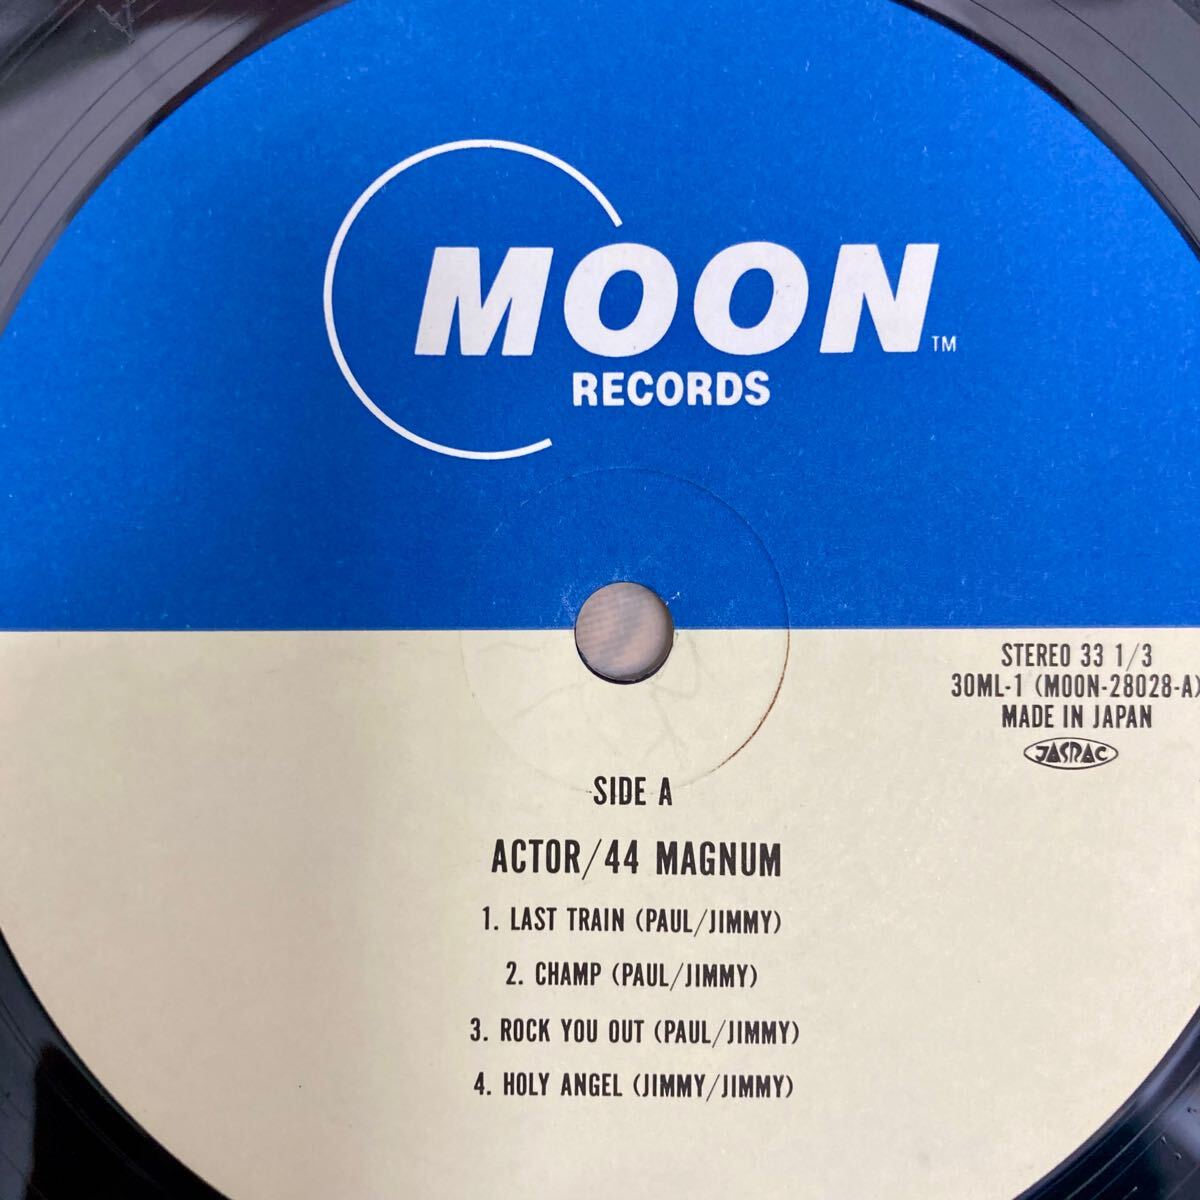 MOON TM
RECORDS
STEREO 33 1/3
30ML-1 (MOON-28028-A)
MADE IN JAPAN
JASRAC
SIDE A
ACTOR/44 MAGNUM
1. LAST TRAIN (PAUL/JIMMY)
2. CHAMP (PAUL/JIMMY)
3. ROCK YOU OUT (PAUL/JIMMY)
4. HOLY ANGEL (JIMMY/JIMMY)